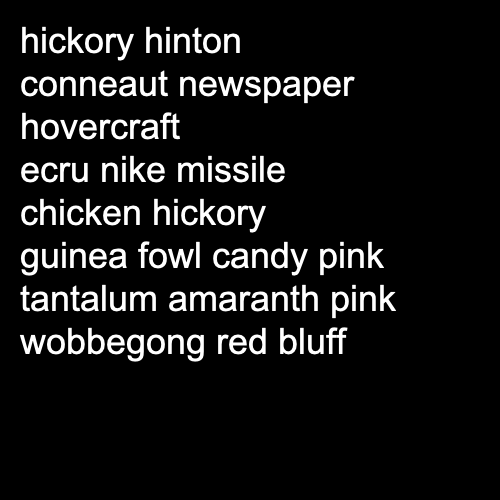 hickory hinton
conneaut newspaper
hovercraft
ecru nike missile
chicken hickory
guinea fowl candy pink
tantalum amaranth pink
wobbegong red bluff